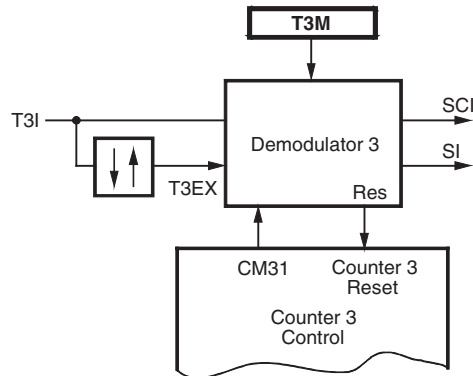 T3M
T3I
Demodulator 3
SCI
SI
T3EX
Res
CM31
Counter 3
Reset
Counter 3
Control